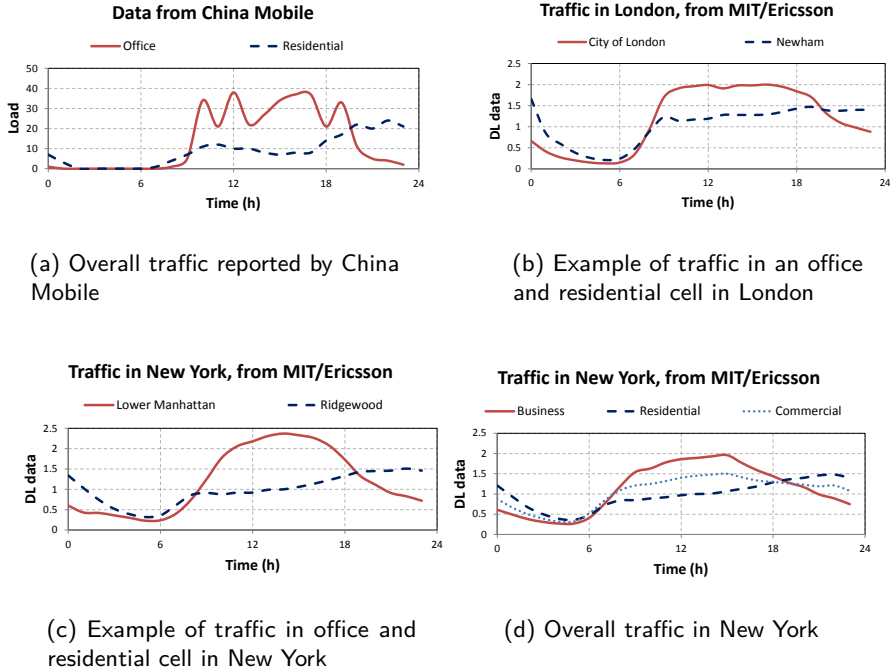 Data from China Mobile
Office Residential
50
40
30
20
10
0
Load
0 6 12 18 24
Time (h)
(a) Overall traffic reported by China
Mobile
Traffic in London, from MIT/Ericsson
City of London Newham
2.5
2
1.5
1
0.5
0
DL data
0 6 12 18 24
Time (h)
(b) Example of traffic in an office
and residential cell in London
Traffic in New York, from MIT/Ericsson
Lower Manhattan Ridgewood
2.5
2
1.5
1
0.5
0
DL data
0 6 12 18 24
Time (h)
(c) Example of traffic in office and
residential cell in New York
Traffic in New York, from MIT/Ericsson
Business Residential Commercial
2.5
2
1.5
1
0.5
0
DL data
0 6 12 18 24
Time (h)
(d) Overall traffic in New York